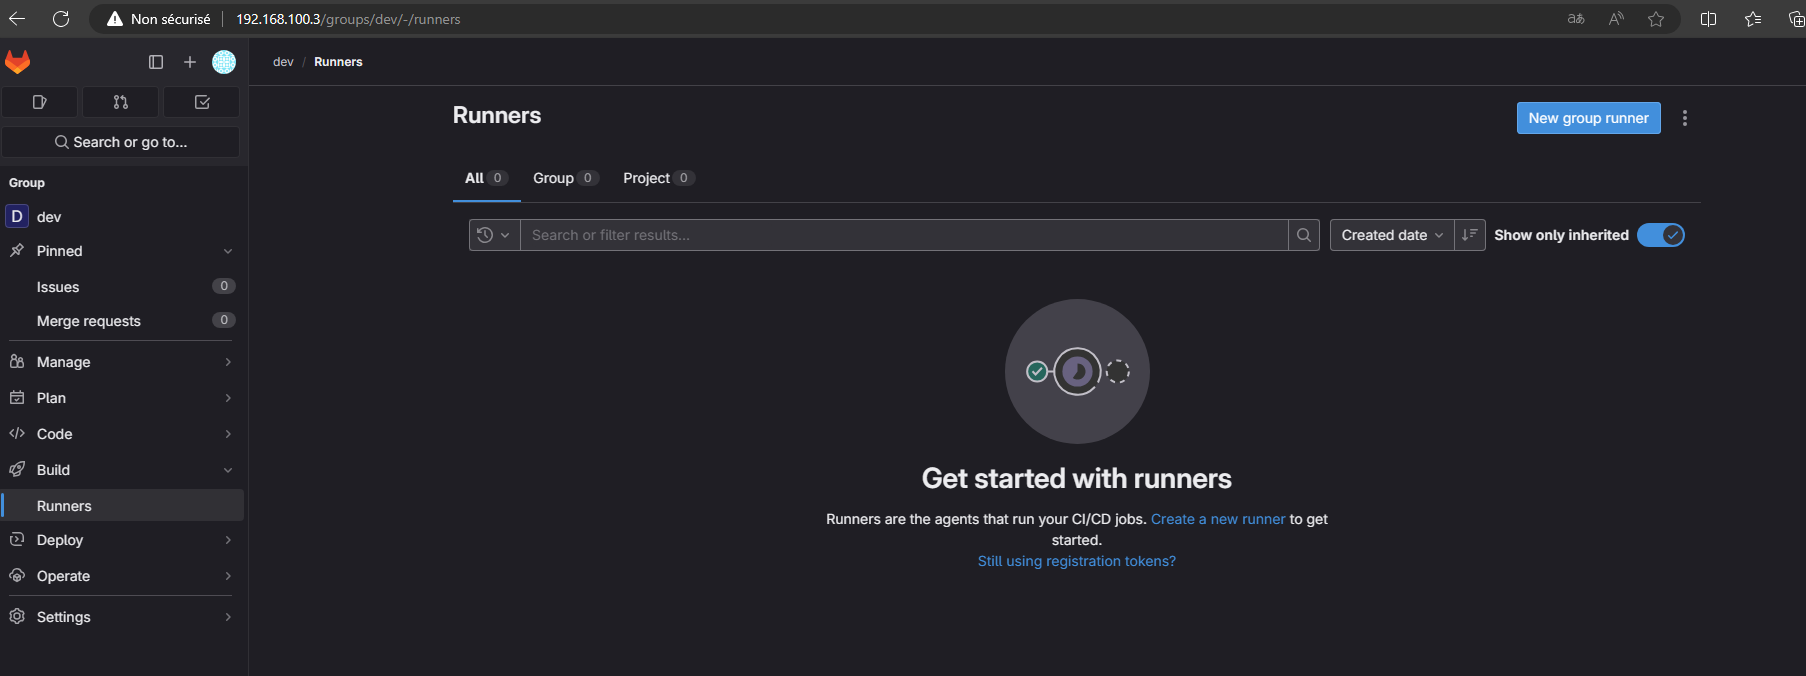 Non sécurisé 192.168.100.3/groups/dev/-/runners
dev / Runners
Search or go to...
Group
D dev
Pinned
Issues 0
Merge requests 0
Manage
Plan
Code
Build
Runners
Deploy
Operate
Settings
Runners
New group runner
All 0 Group 0 Project 0
Search or filter results...
Created date
Show only inherited
Get started with runners
Runners are the agents that run your CI/CD jobs. Create a new runner to get
started.
Still using registration tokens?